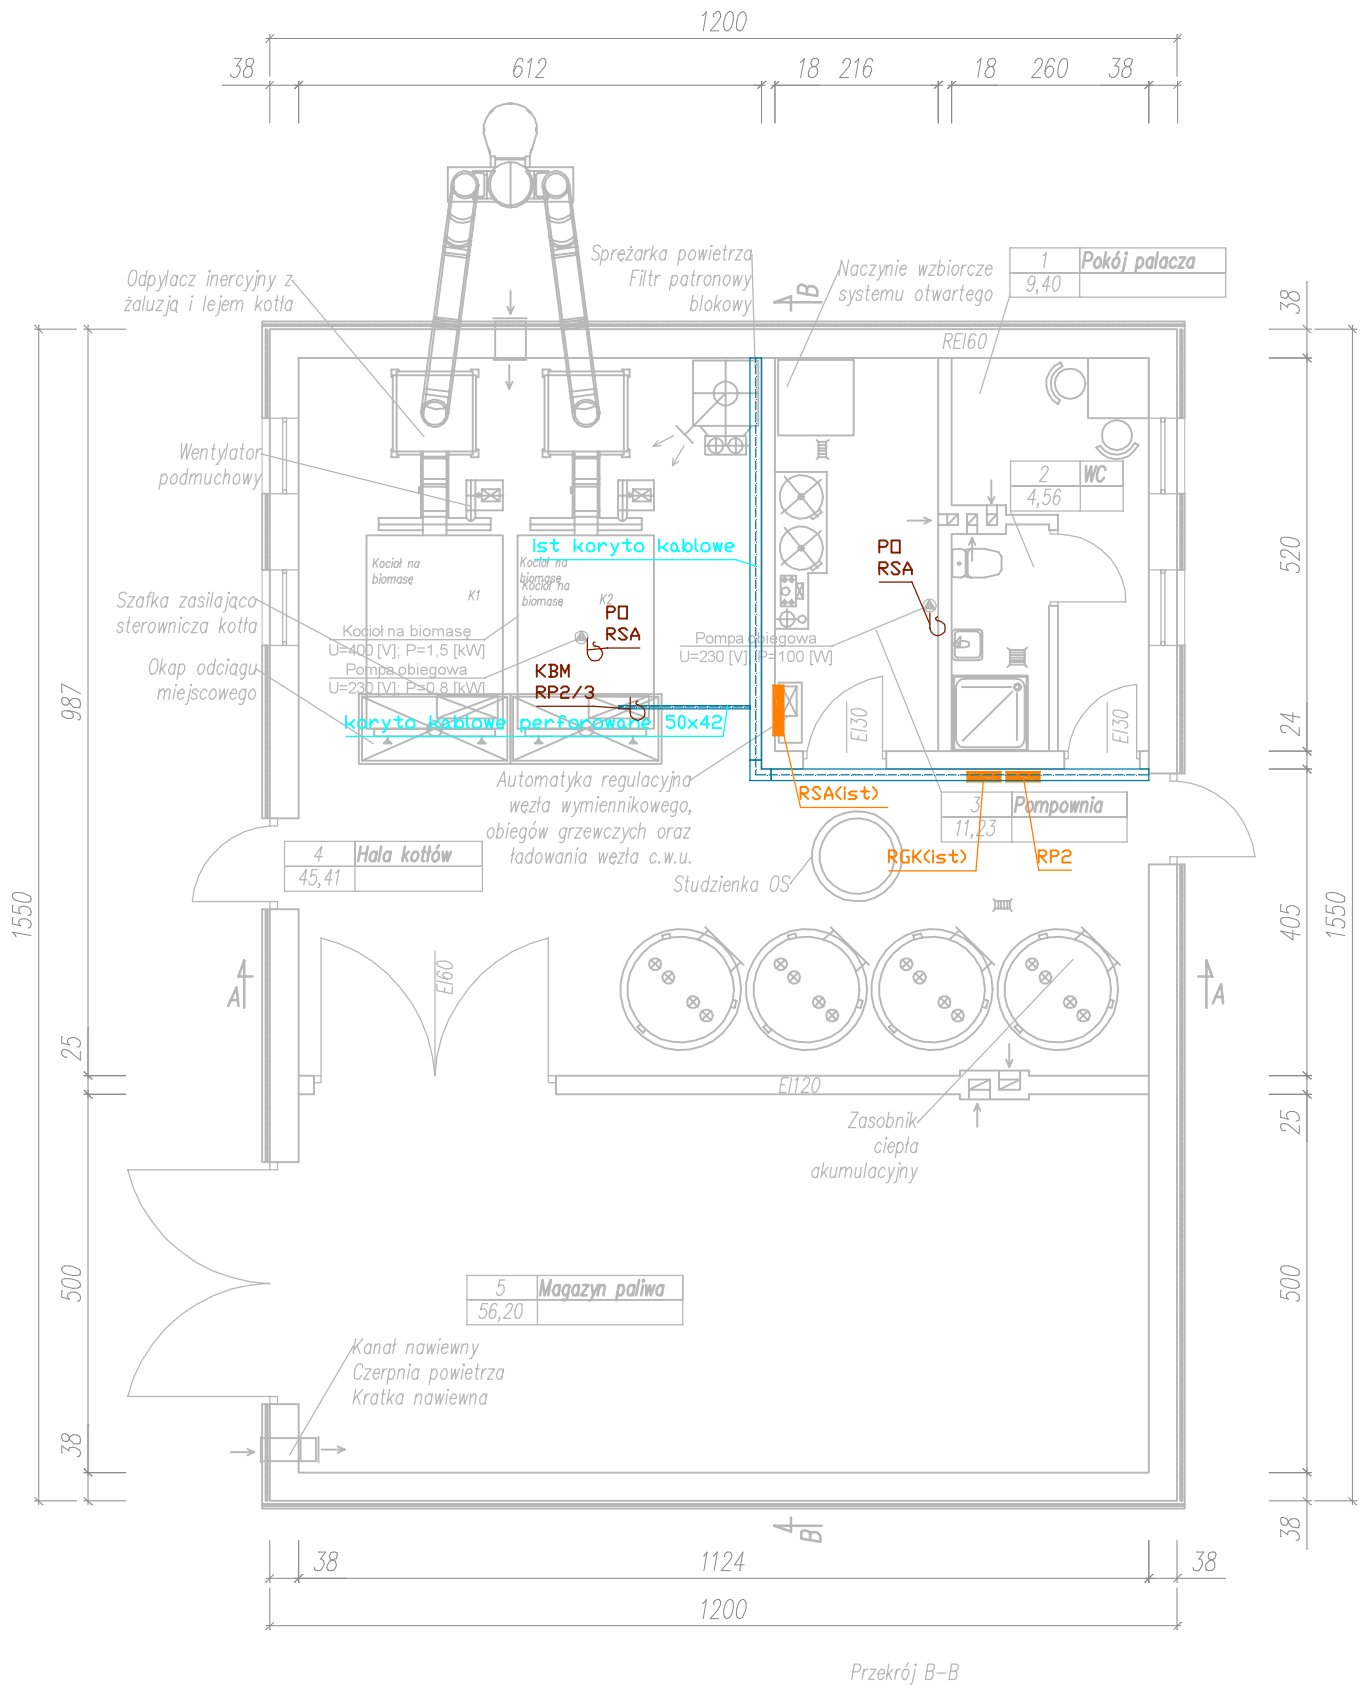 1200
38
612
18
216
18
260
38
Odpylacz inercyjny z
żaluzją i lejem kotła
Sprężarka powietrza
Filtr patronowy
blokowy
B
Naczynie wzbiorcze
systemu otwartego
1
Pokój palacza
9,40
38
REI60
Wentylator
podmuchowy
2
WC
4,56
Ist koryto kablowe
PO
RSA
520
Kocioł na
biomasę
K1
Kocioł na
biomasę
Kocioł na
biomasę
K2
Szafka zasilająco
sterownicza kotła
PO
RSA
Kocioł na biomasę
U=400 [V]; P=1,5 [kW]
Pompa obiegowa
U=230 [V]; P=0,8 [kW]
Pompa obiegowa
U=230 [V]; P=100 [W]
Okap odciągu
miejscowego
KBM
RP2/3
987
koryto kablowe perforowane 50x42
EI30
EI30
24
Automatyka regulacyjna
węzła wymiennikowego,
obiegów grzewczych oraz
ładowania węzła c.w.u.
RSA(ist)
3
Pompownia
11,23
RGK(ist)
RP2
4
Hala kotłów
45,41
Studzienka OS
1550
405
1550
A
EI60
A
25
EI120
25
Zasobnik
ciepła
akumulacyjny
500
5
Magazyn paliwa
56,20
500
Kanał nawiewny
Czerpnia powietrza
Kratka nawiewna
38
B
38
38
1124
38
1200
Przekrój B-B